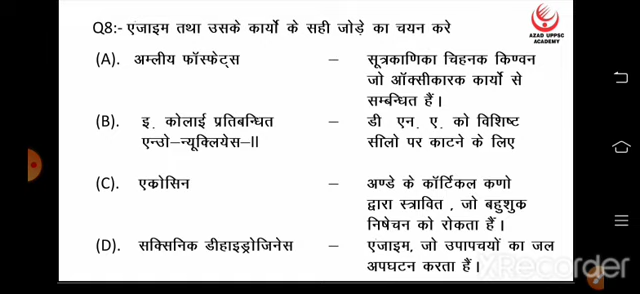 Q8:- एजाइम तथा उसके कार्यो के सही जोड़े का चयन करे
AZAD UPPSC
ACADEMY
(A). अम्लीय फॉस्फेट्स – सूत्रकाणिका चिहनक किण्वन
जो ऑक्सीकारक कार्यो से
सम्बन्धित हैं।
(B). इ. कोलाई प्रतिबन्धित – डी एन. ए. को विशिष्ट
एन्डो-न्यूक्लियेस-II सीलो पर काटने के लिए
(C). एकोसिन – अण्डे के कॉर्टिकल कणो
द्वारा स्त्रावित, जो बहुशुक
निषेचन को रोकता हैं।
(D). सक्सिनिक डीहाइड्रोजिनेस – एजाइम, जो उपापचयों का जल
अपघटन करता हैं।
XRecorder